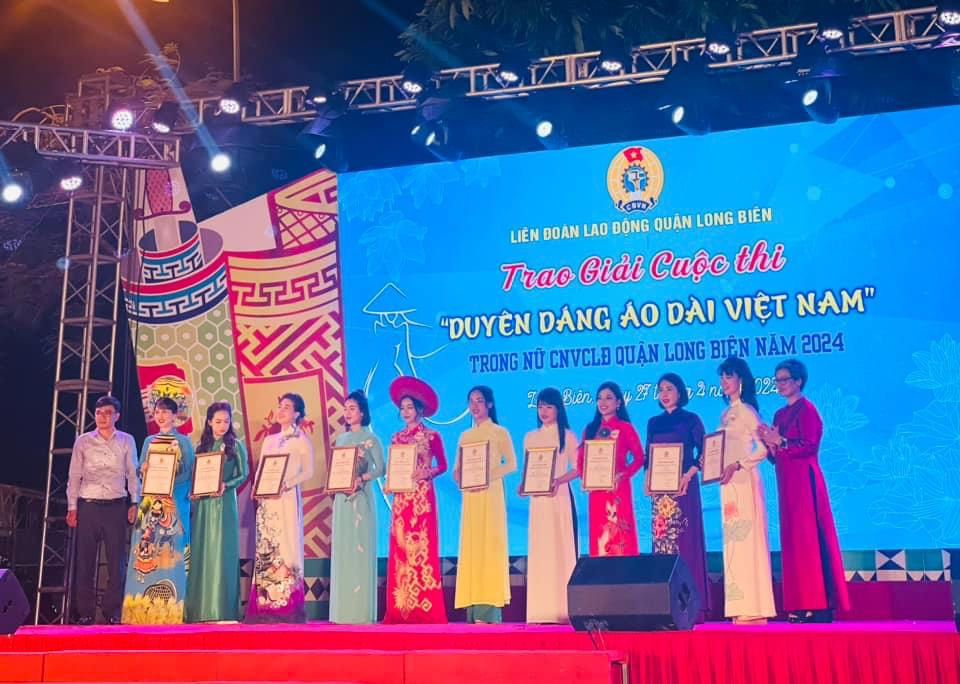 CĐVN
LIÊN ĐOÀN LAO ĐỘNG QUẬN LONG BIÊN
Trao Giải Cuộc thi
“DUYÊN DÁNG ÁO DÀI VIỆT NAM"
TRONG NỮ CNVCLĐ QUẬN LONG BIÊN NĂM 2024
Biên 27